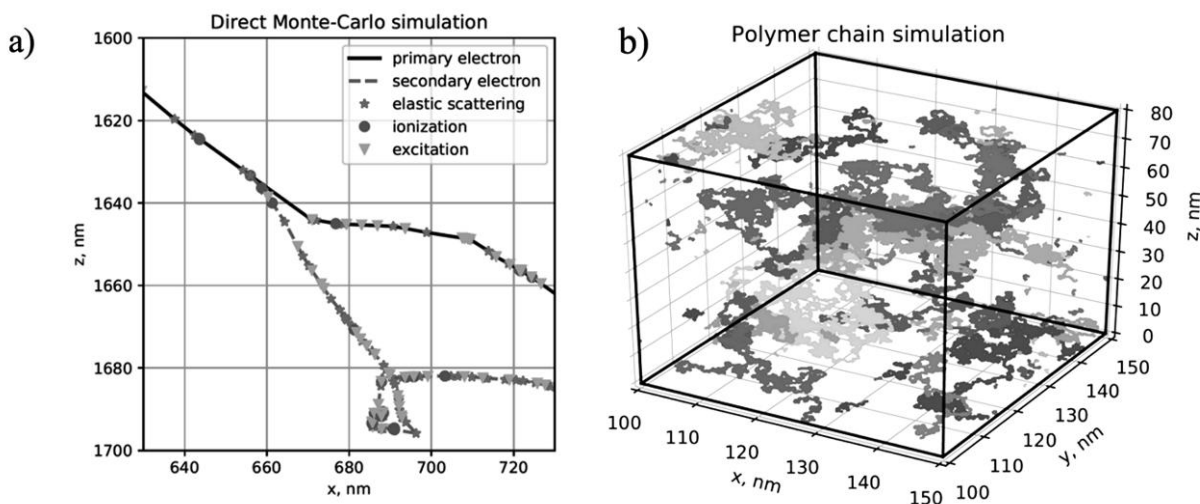 a)
Direct Monte-Carlo simulation
1600
1620
1640
1660
1680
1700
z, nm
640
660
680
700
720
x, nm
primary electron
secondary electron
elastic scattering
ionization
excitation
b)
Polymer chain simulation
80
70
60
50
40
30
20
10
0
z, nm
100
110
120
130
140
150
x, nm
100
110
120
130
140
150
y, nm